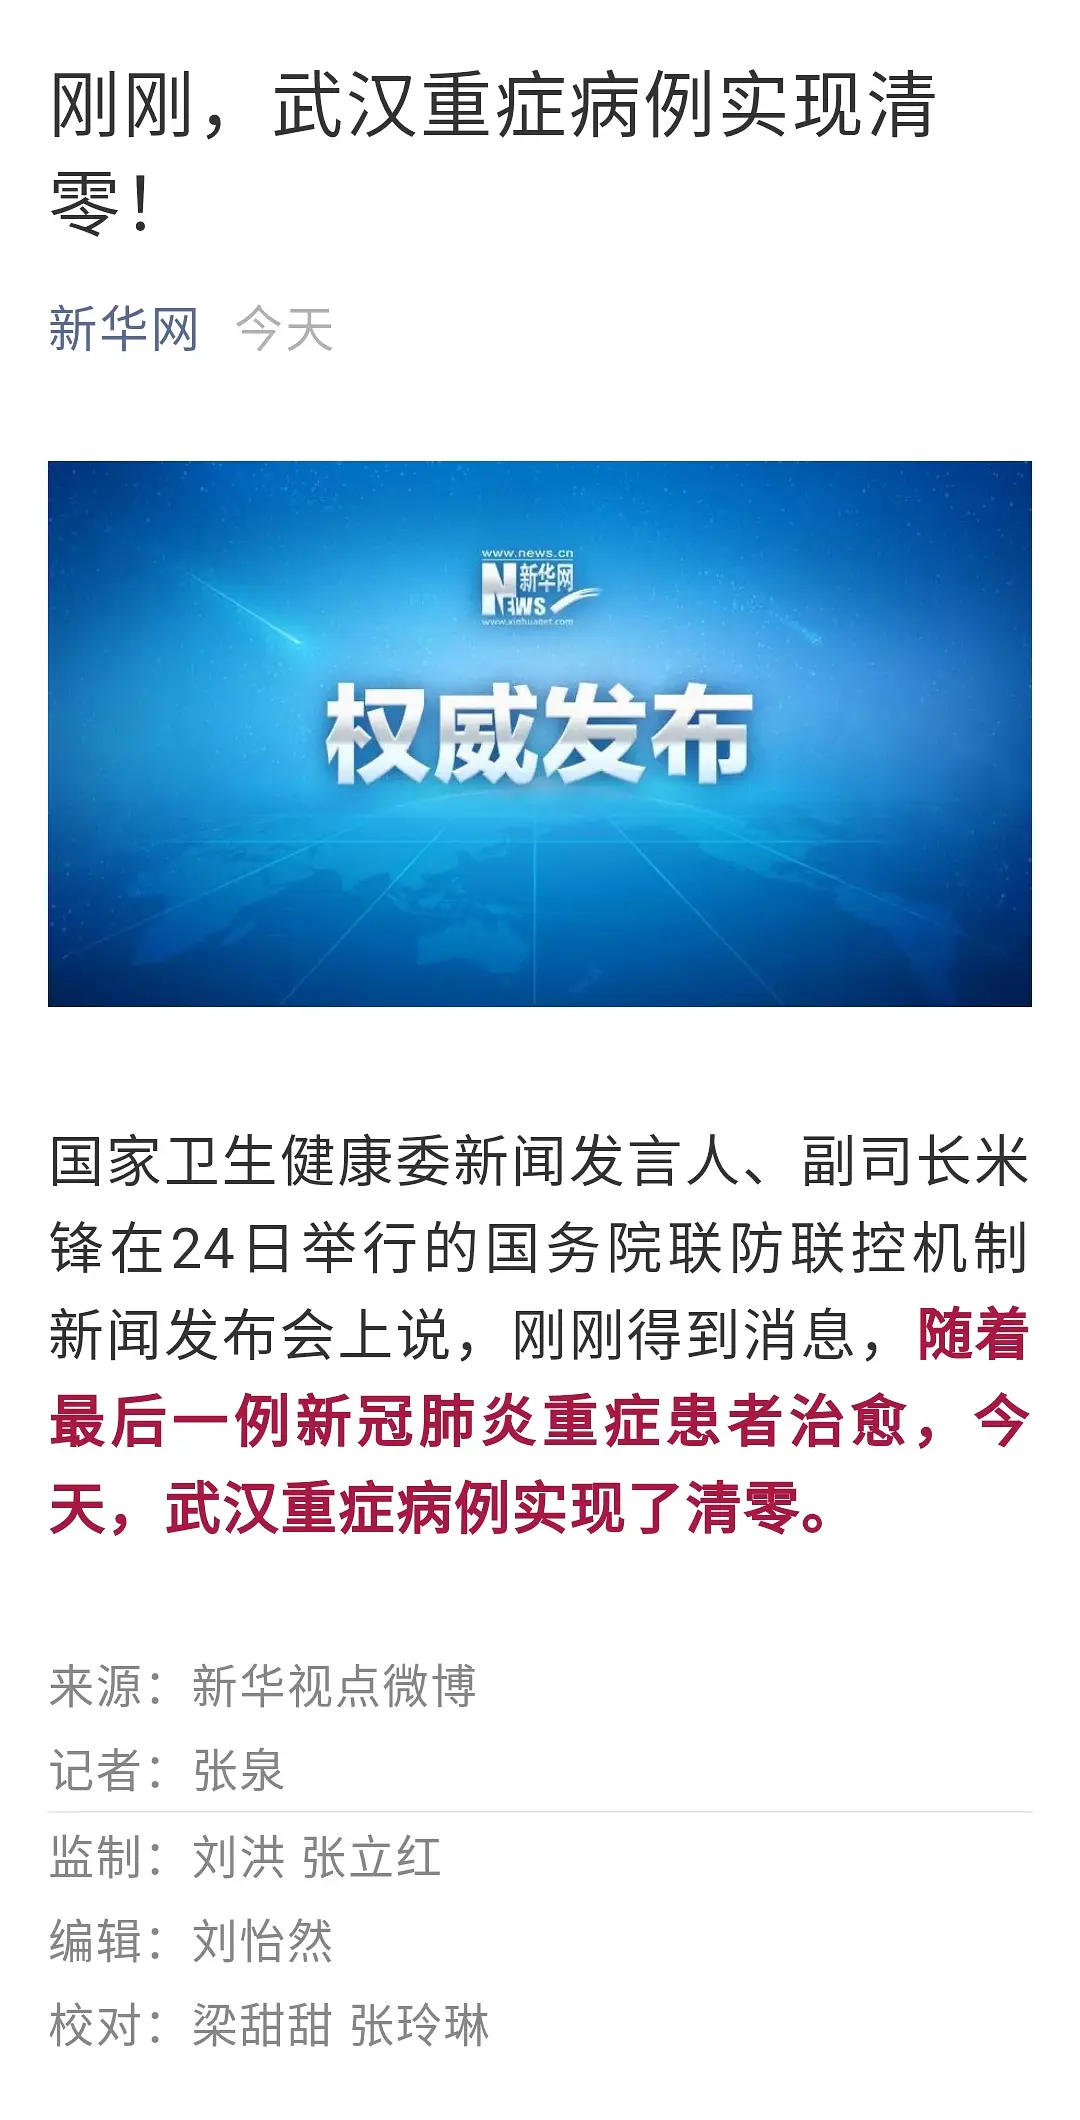 刚刚，武汉重症病例实现清
零！
新华网 今天
www.news.cn
新华网
NEWS
www.xinhuanet.com
权威发布
国家卫生健康委新闻发言人、副司长米
锋在24日举行的国务院联防联控机制
新闻发布会上说，刚刚得到消息，随着
最后一例新冠肺炎重症患者治愈，今
天，武汉重症病例实现了清零。
来源：新华视点微博
记者：张泉
监制：刘洪 张立红
编辑：刘怡然
校对：梁甜甜 张玲琳